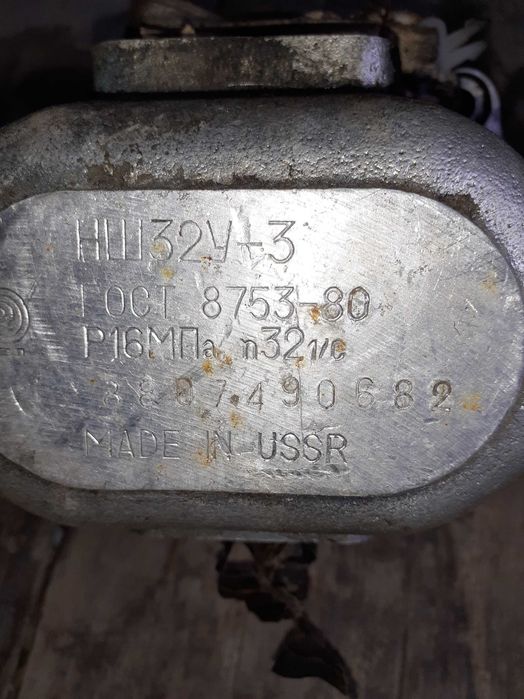 НШ32У-3
ГОСТ 8753-80
Р16МПа n32 1/с
8807490682
MADE IN USSR